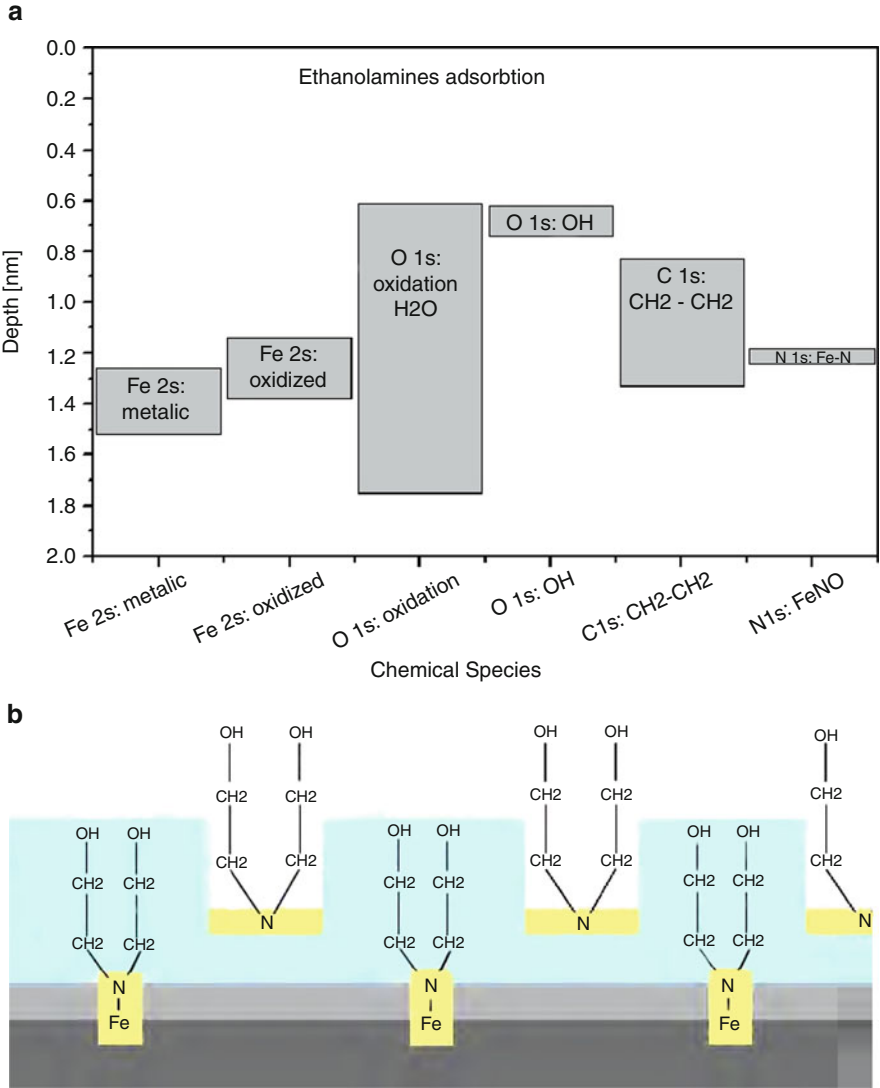 a
Ethanolamines adsorbtion
Depth [nm]
0.0
0.2
0.4
0.6
0.8
1.0
1.2
1.4
1.6
1.8
2.0
Fe 2s:
metalic
Fe 2s:
oxidized
O 1s:
oxidation
H2O
O 1s: OH
C 1s:
CH2 - CH2
N 1s: Fe-N
Fe 2s: metalic
Fe 2s: oxidized
O 1s: oxidation
O 1s: OH
C1s: CH2-CH2
N1s: FeNO
Chemical Species
b
OH OH OH OH OH
CH2 CH2 CH2 CH2 CH2
CH2 CH2 CH2 CH2 CH2
N N N
OH OH OH OH OH OH
CH2 CH2 CH2 CH2 CH2 CH2
CH2 CH2 CH2 CH2 CH2 CH2
N N N
Fe Fe Fe